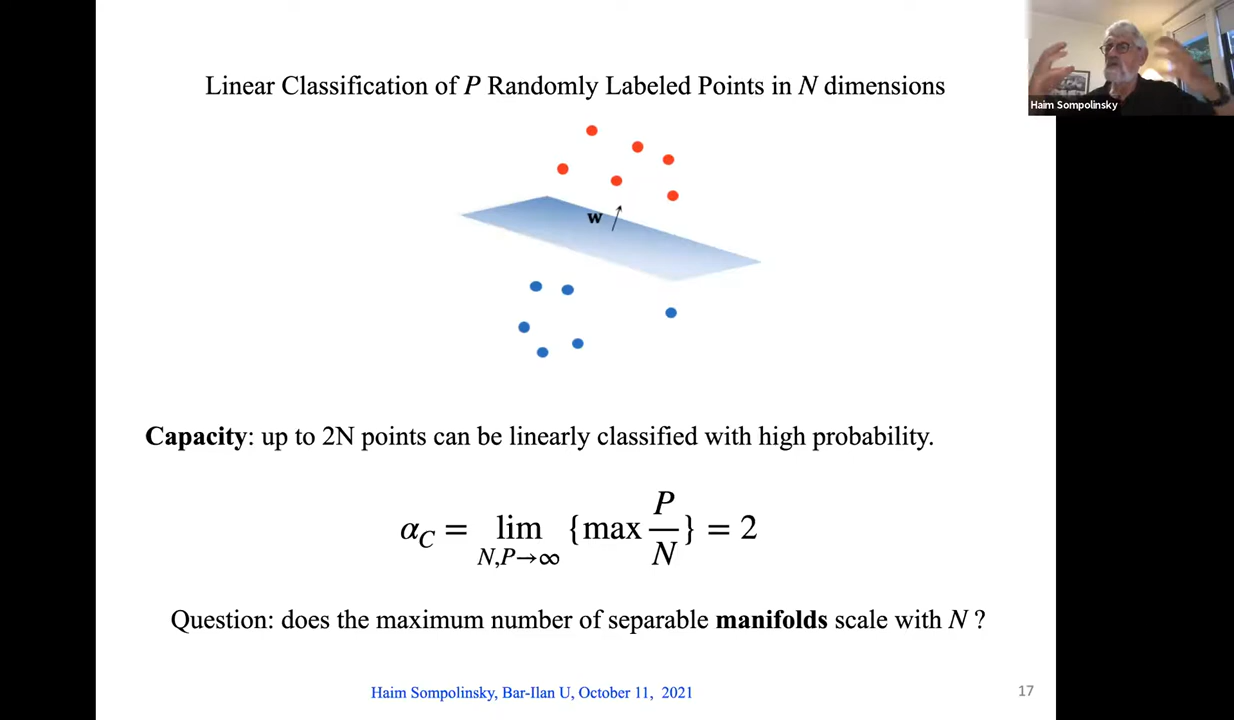 Haim Sompolinsky
Linear Classification of P Randomly Labeled Points in N dimensions
w
Capacity: up to 2N points can be linearly classified with high probability.
α_C = lim_{N,P→∞} {max P/N} = 2
Question: does the maximum number of separable manifolds scale with N ?
Haim Sompolinsky, Bar-Ilan U, October 11, 2021
17